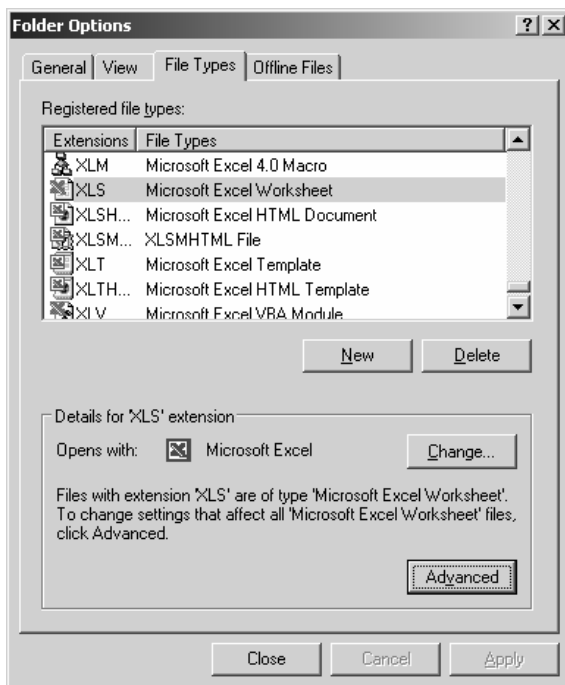 Folder Options
General View File Types Offline Files
Registered file types:
Extensions File Types
XLM Microsoft Excel 4.0 Macro
XLS Microsoft Excel Worksheet
XLSH... Microsoft Excel HTML Document
XLSM... XLSMHTML File
XLT Microsoft Excel Template
XLTH... Microsoft Excel HTML Template
XLV Microsoft Excel VBA Module
New Delete
Details for 'XLS' extension
Opens with: Microsoft Excel Change...
Files with extension 'XLS' are of type 'Microsoft Excel Worksheet'.
To change settings that affect all 'Microsoft Excel Worksheet' files,
click Advanced.
Advanced
Close Cancel Apply